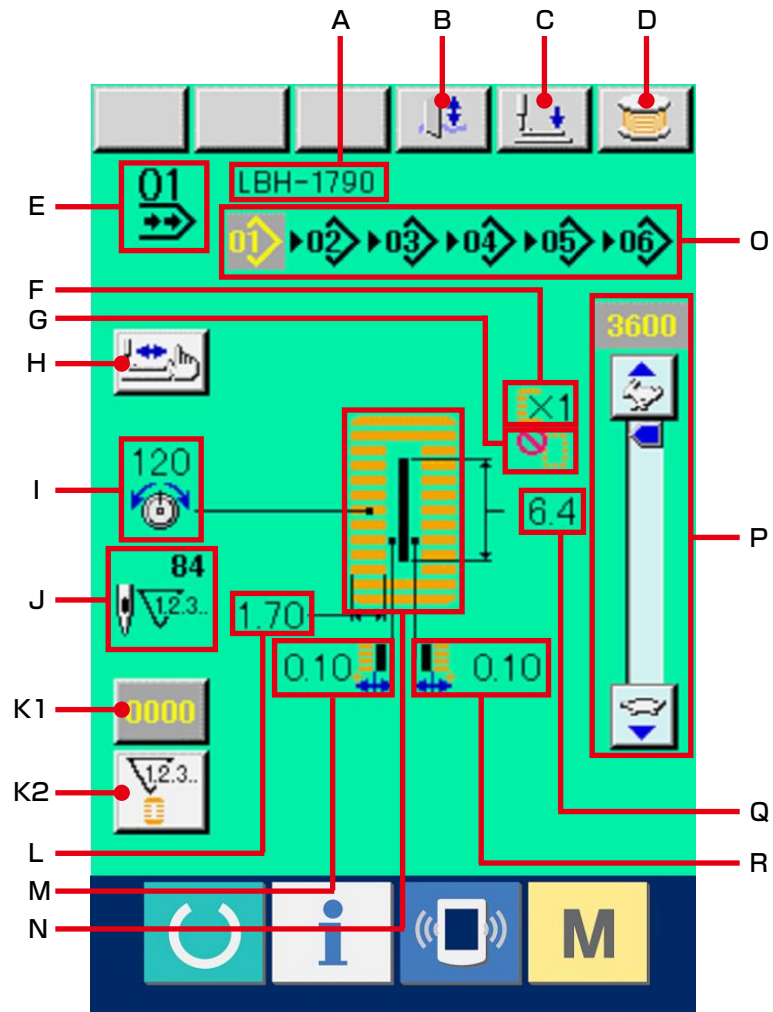 A B C D
E 01 LBH-1790
01 02 03 04 05 06 O
F
G 3600
H ×1
I 120 6.4 P
J 84
1.2.3..
1.70
0.10 0.10
K1 0000
K2 1.2.3..
Q
L R
M
N
i M